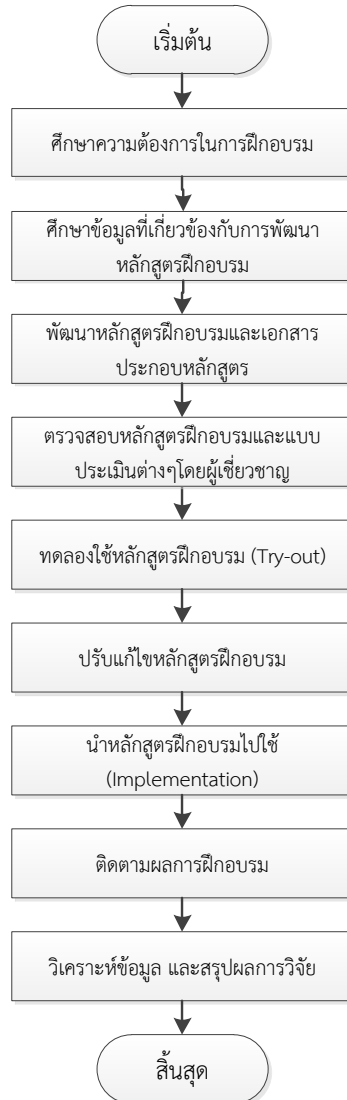 เริ่มต้น
ศึกษาความต้องการในการฝึกอบรม
ศึกษาข้อมูลที่เกี่ยวข้องกับการพัฒนา
หลักสูตรฝึกอบรม
พัฒนาหลักสูตรฝึกอบรมและเอกสาร
ประกอบหลักสูตร
ตรวจสอบหลักสูตรฝึกอบรมและแบบ
ประเมินต่างๆโดยผู้เชี่ยวชาญ
ทดลองใช้หลักสูตรฝึกอบรม (Try-out)
ปรับแก้ไขหลักสูตรฝึกอบรม
นำหลักสูตรฝึกอบรมไปใช้
(Implementation)
ติดตามผลการฝึกอบรม
วิเคราะห์ข้อมูล และสรุปผลการวิจัย
สิ้นสุด